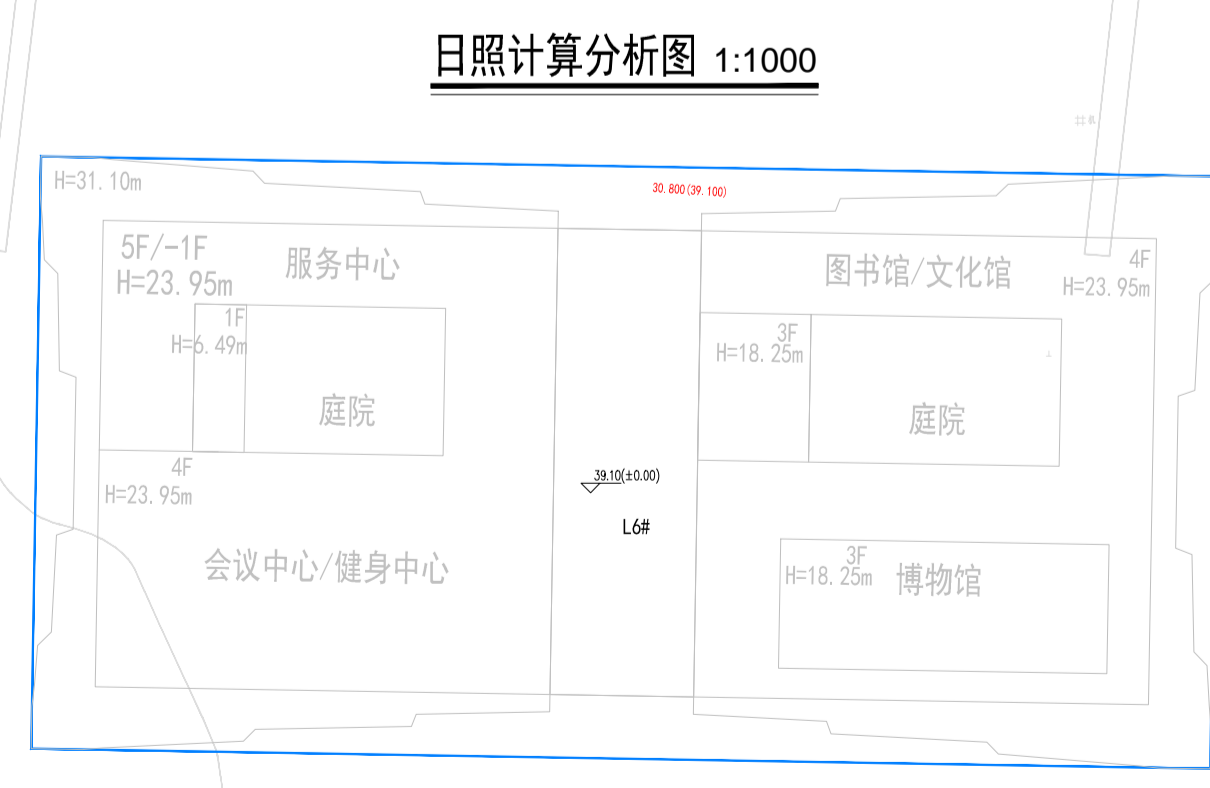 日照计算分析图 1:1000
H=31.10m
30.800(39.100)
5F/-1F
H=23.95m
服务中心
图书馆/文化馆
4F
H=23.95m
1F
H=6.49m
3F
H=18.25m
庭院
庭院
4F
H=23.95m
39.10(±0.00)
L6#
会议中心/健身中心
3F
H=18.25m
博物馆